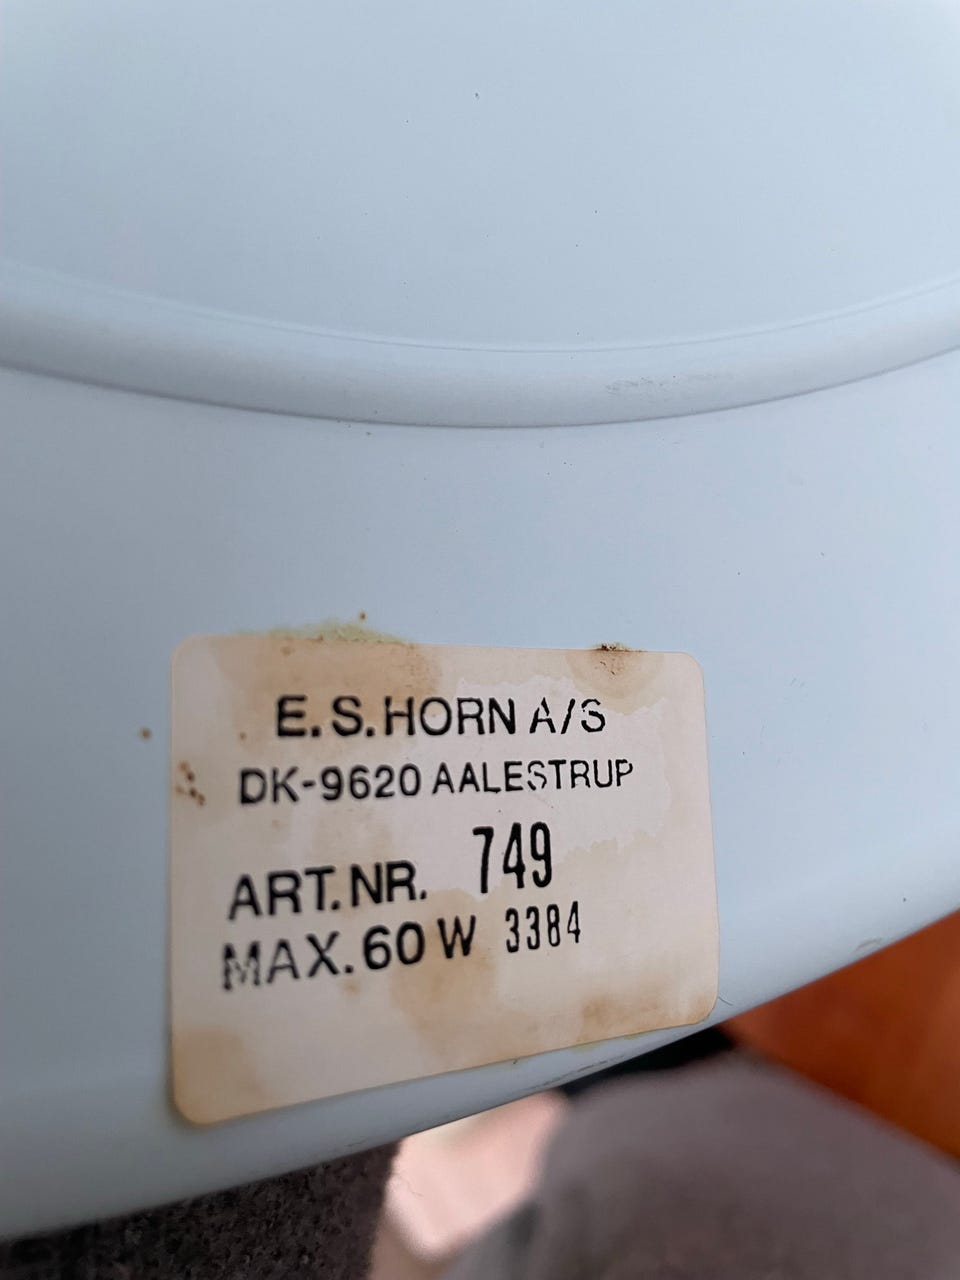 E.S.HORN A/S
DK-9620 AALESTRUP
ART.NR. 749
MAX.60 W 3384